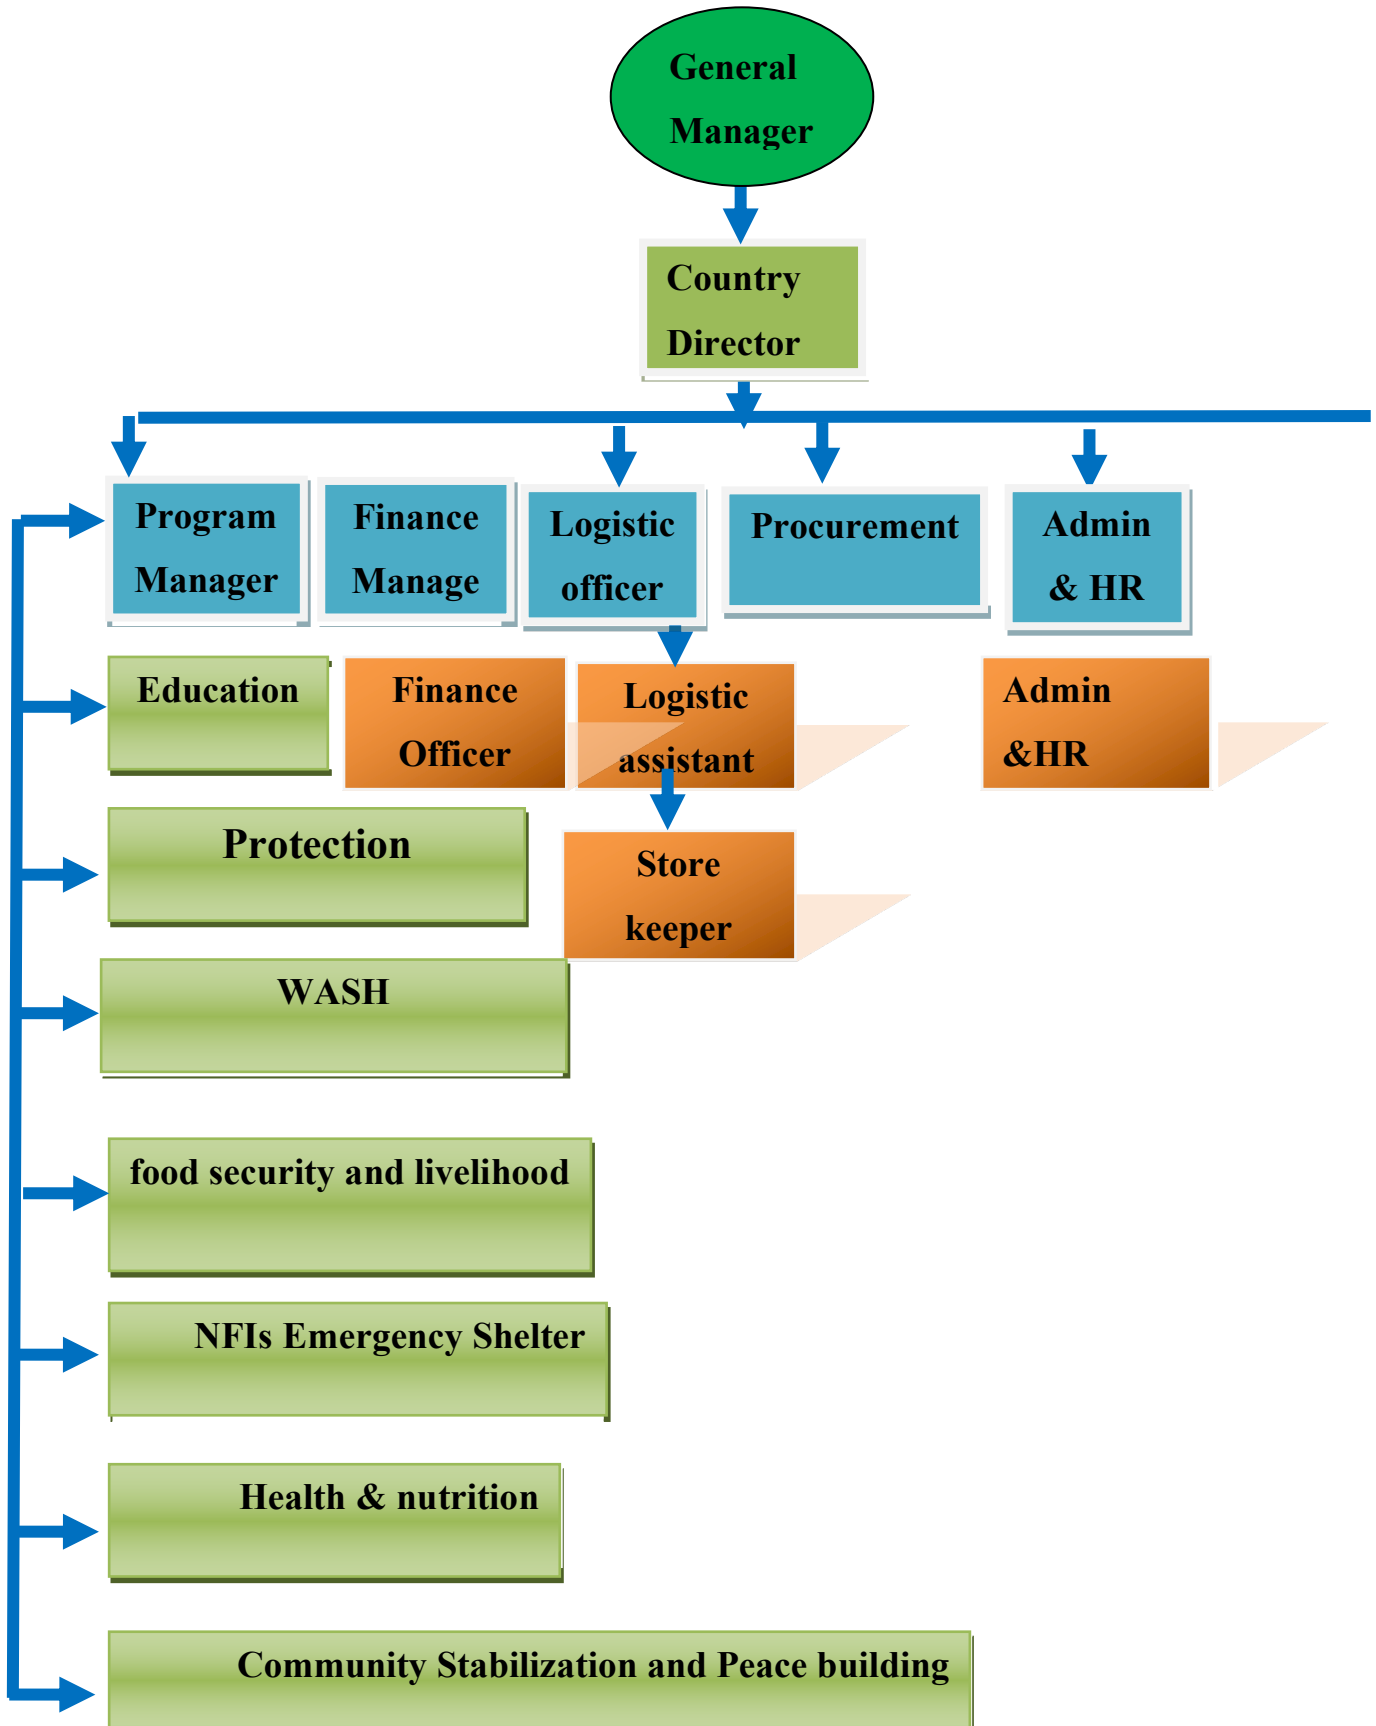 General
Manager
Country
Director
Program
Manager
Finance
Manage
Logistic
officer
Procurement
Admin
& HR
Education
Finance
Officer
Logistic
assistant
Admin
&HR
Protection
Store
keeper
WASH
food security and livelihood
NFIs Emergency Shelter
Health & nutrition
Community Stabilization and Peace building